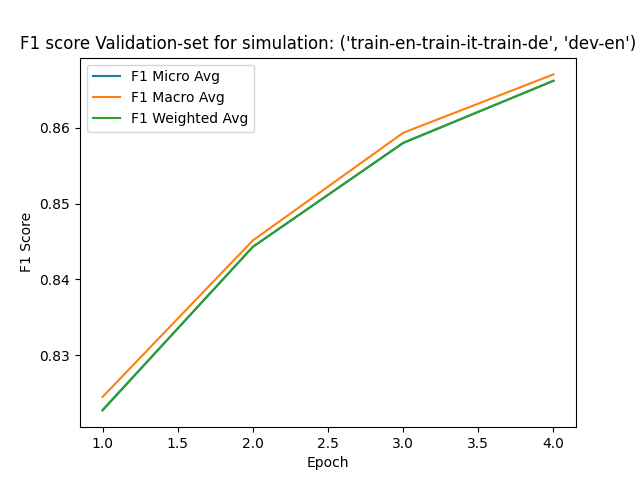 F1 score Validation-set for simulation: ('train-en-train-it-train-de', 'dev-en')
F1 Micro Avg
F1 Macro Avg
F1 Weighted Avg
0.86
0.85
0.84
0.83
F1 Score
1.0 1.5 2.0 2.5 3.0 3.5 4.0
Epoch